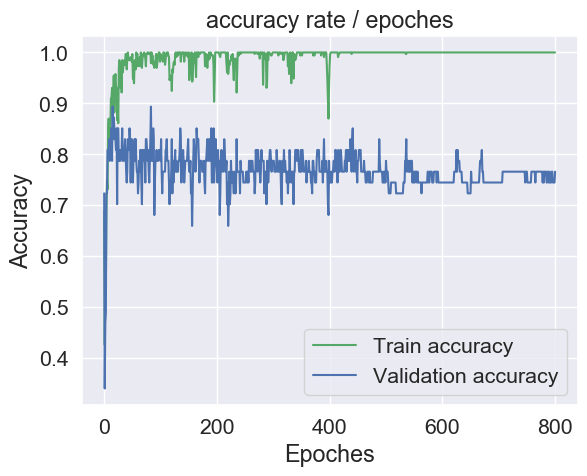 accuracy rate / epoches
1.0
0.9
0.8
0.7
0.6
0.5
0.4
Accuracy
Train accuracy
Validation accuracy
0 200 400 600 800
Epoches